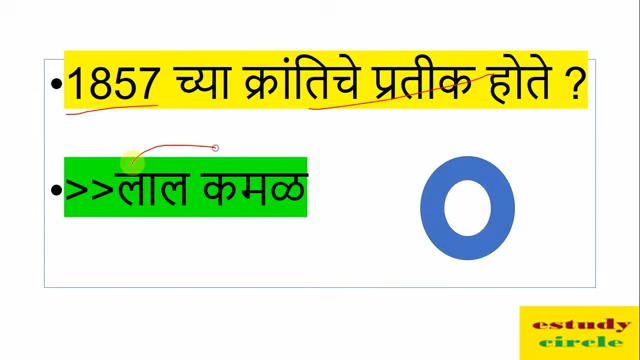 •1857 च्या क्रांतिचे प्रतीक होते ?
•>>लाल कमळ
estudy
circle